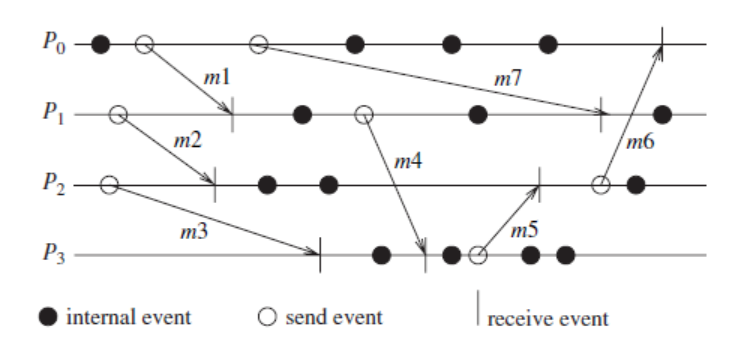 P0
m1
m7
P1
m2
m4
m6
P2
m3
m5
P3
internal event
send event
receive event